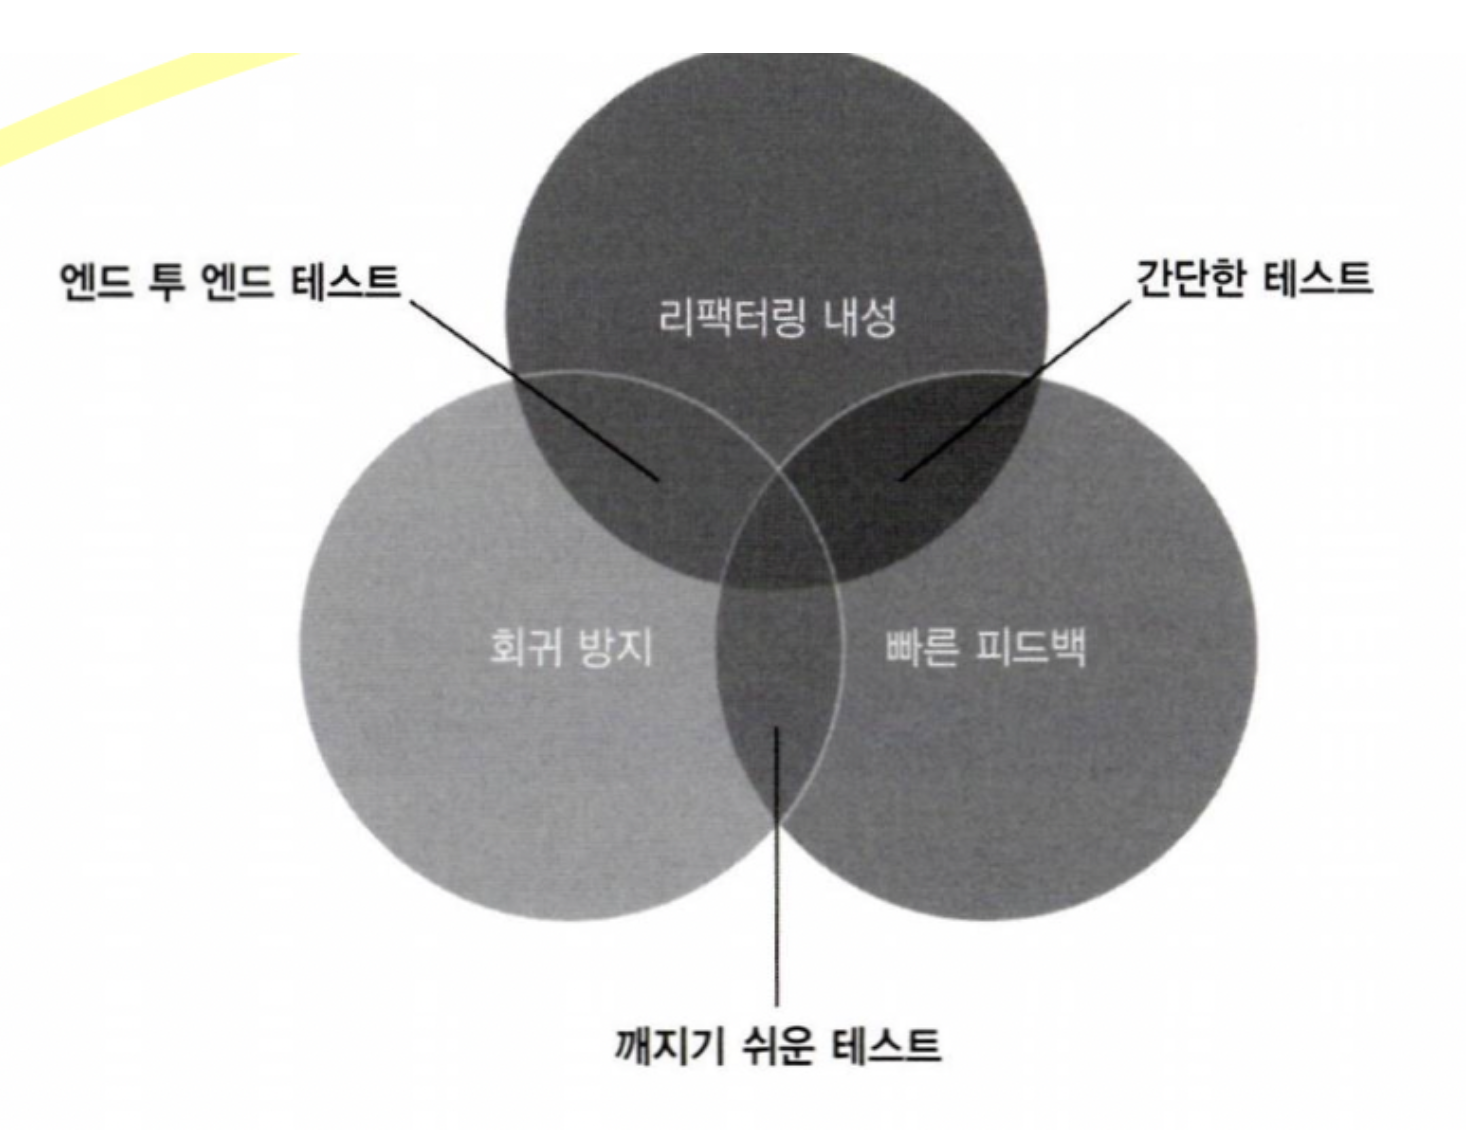 엔드 투 엔드 테스트
간단한 테스트
리팩터링 내성
회귀 방지
빠른 피드백
깨지기 쉬운 테스트